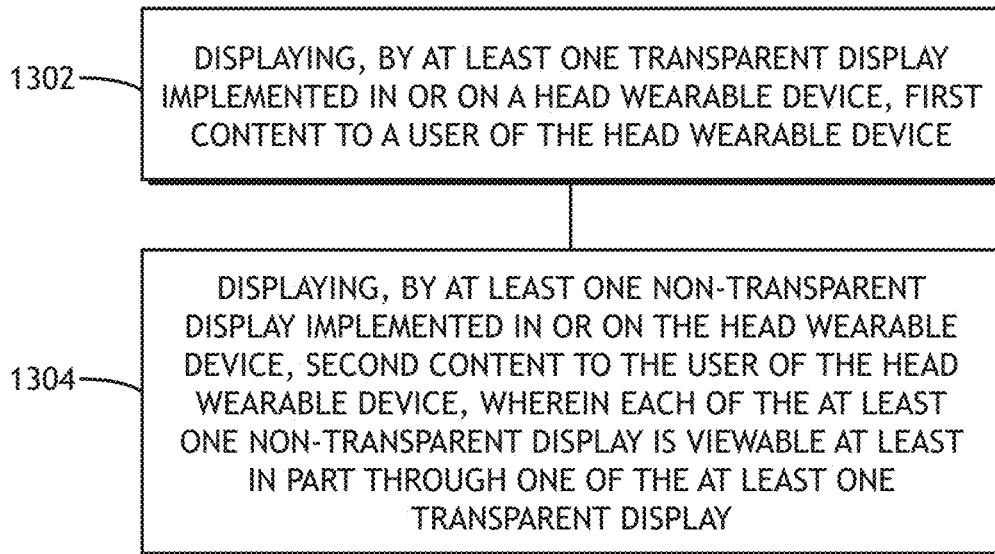 1302
DISPLAYING, BY AT LEAST ONE TRANSPARENT DISPLAY
IMPLEMENTED IN OR ON A HEAD WEARABLE DEVICE, FIRST
CONTENT TO A USER OF THE HEAD WEARABLE DEVICE
1304
DISPLAYING, BY AT LEAST ONE NON-TRANSPARENT
DISPLAY IMPLEMENTED IN OR ON THE HEAD WEARABLE
DEVICE, SECOND CONTENT TO THE USER OF THE HEAD
WEARABLE DEVICE, WHEREIN EACH OF THE AT LEAST
ONE NON-TRANSPARENT DISPLAY IS VIEWABLE AT LEAST
IN PART THROUGH ONE OF THE AT LEAST ONE
TRANSPARENT DISPLAY